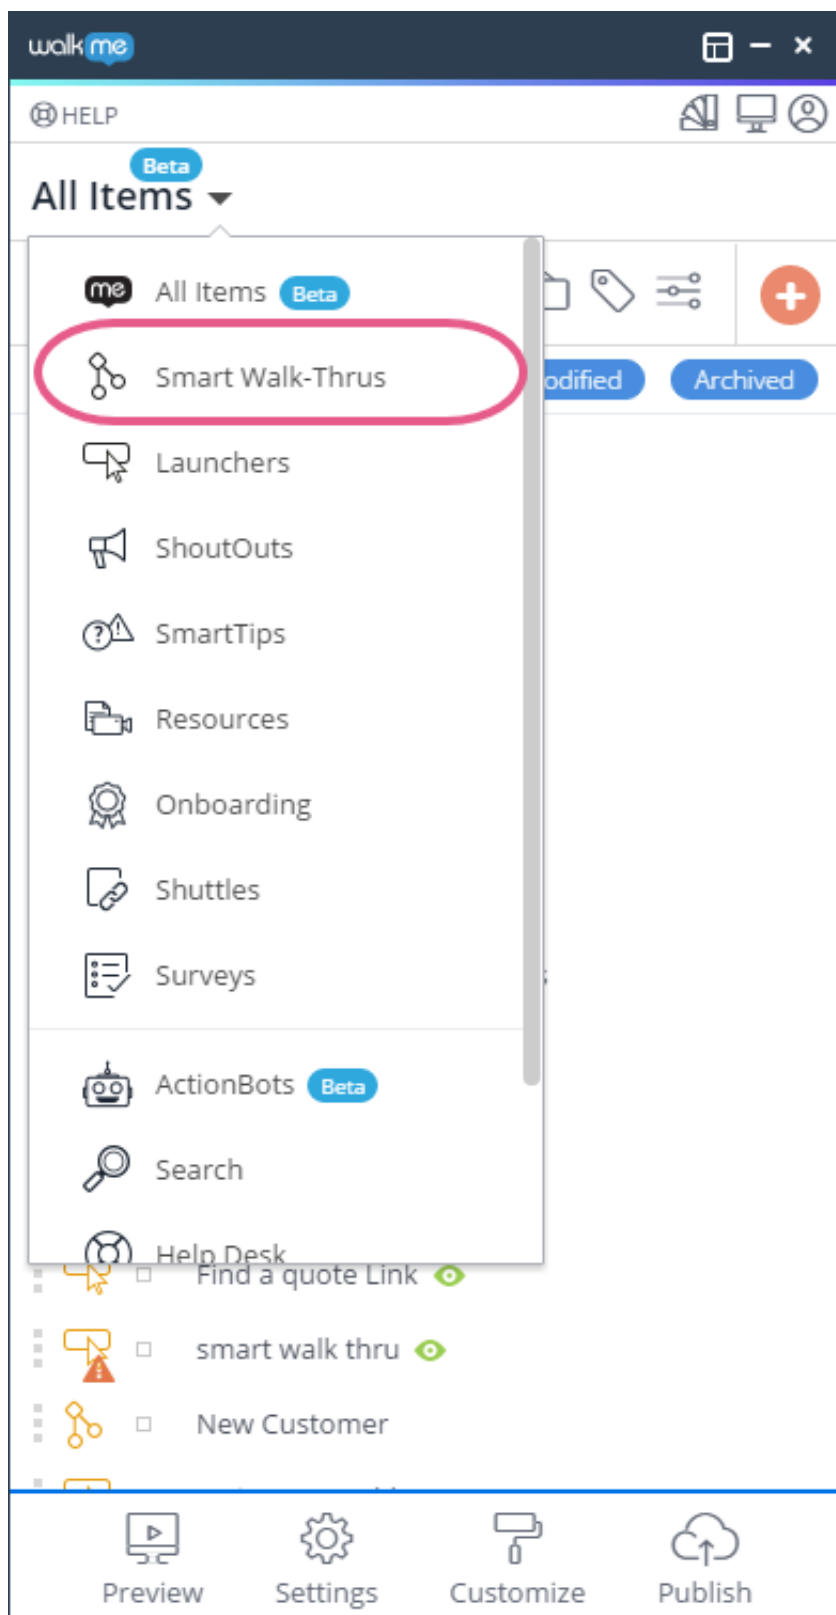 walkme
HELP
Beta
All Items
me All Items Beta
Smart Walk-Thrus
odified Archived
Launchers
ShoutOuts
SmartTips
Resources
Onboarding
Shuttles
Surveys
ActionBots Beta
Search
Help Desk
Find a quote Link
smart walk thru
New Customer
Preview Settings Customize Publish